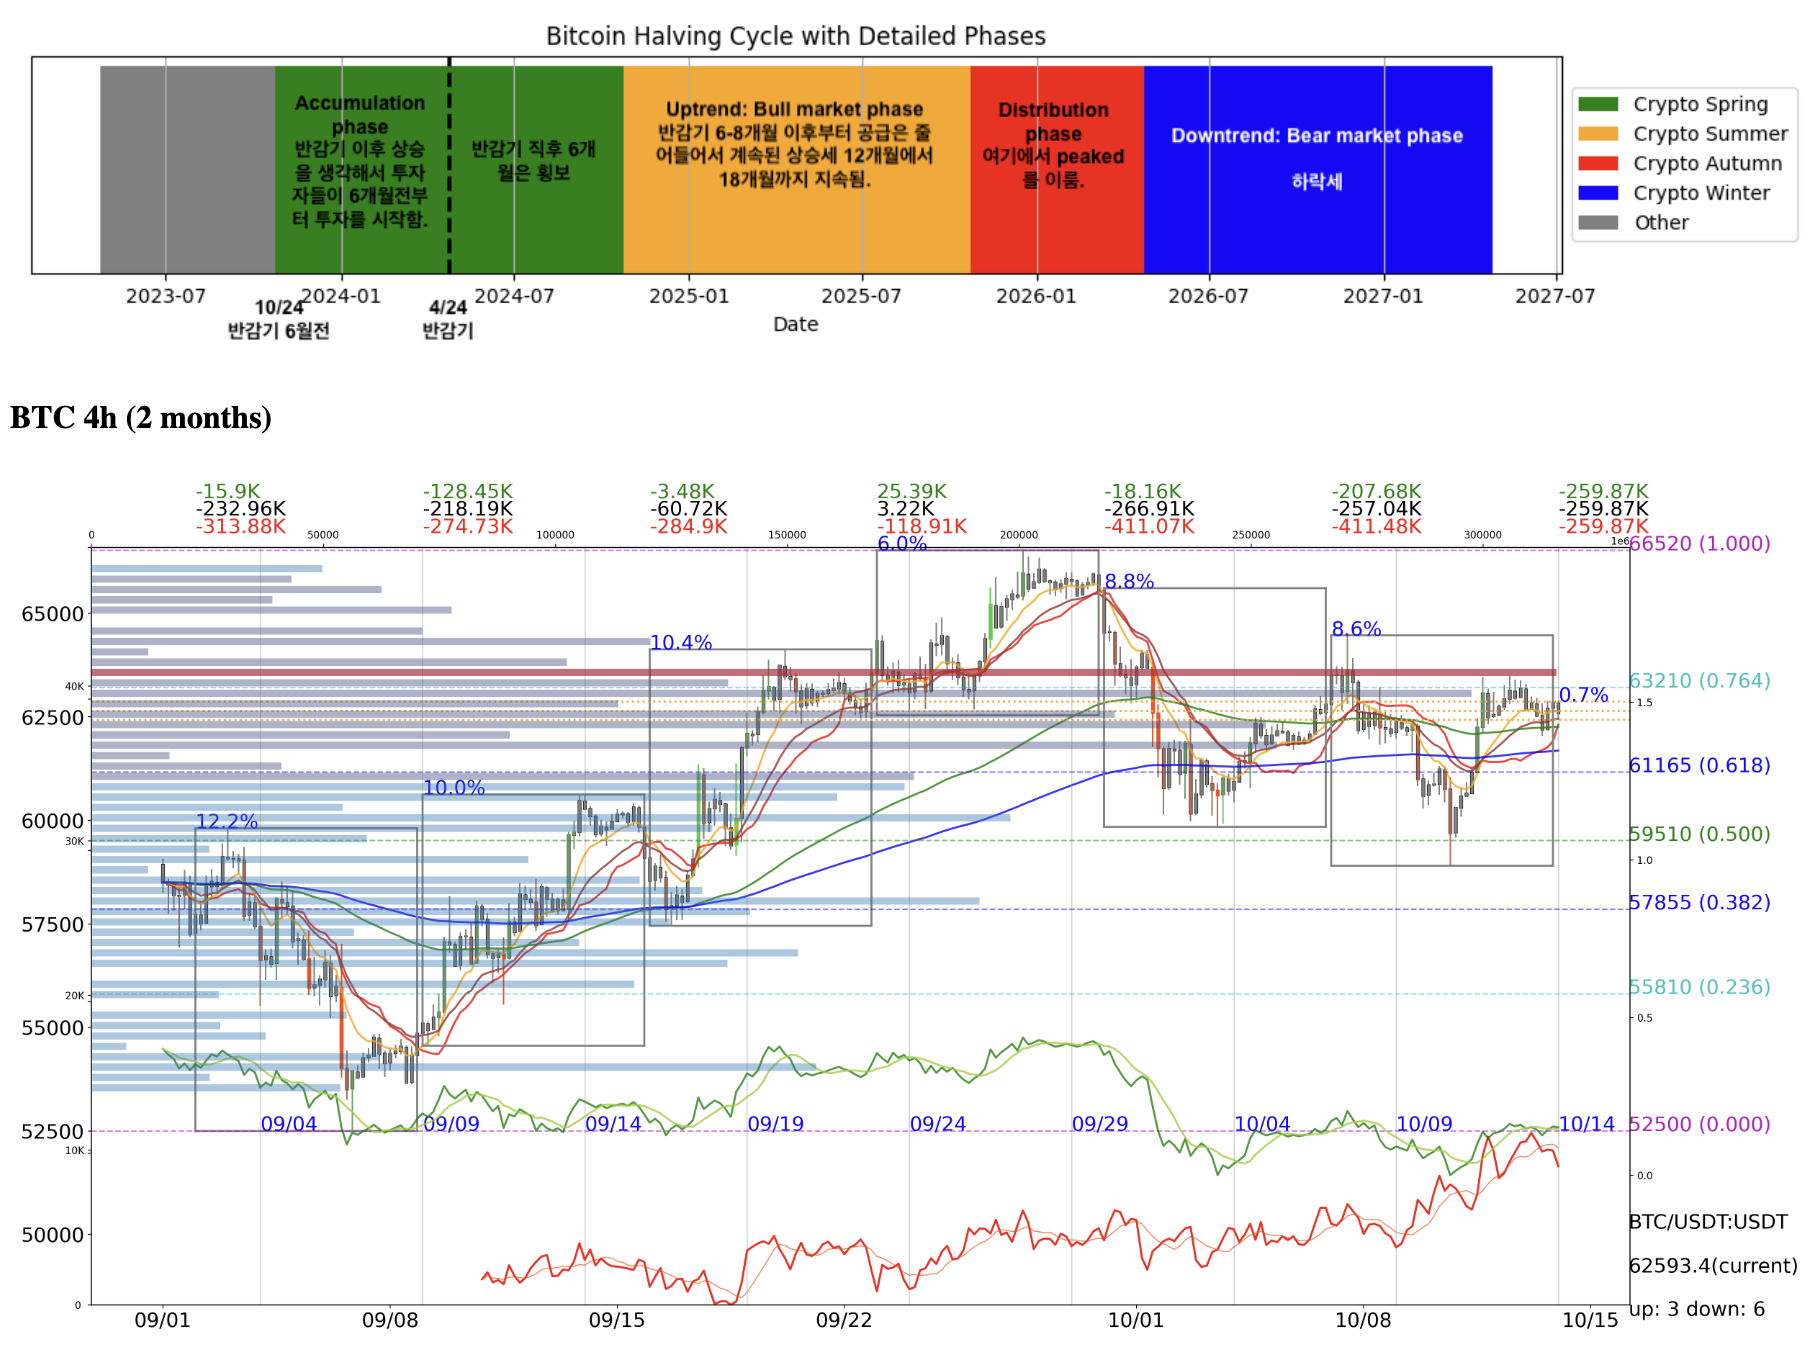 Bitcoin Halving Cycle with Detailed Phases
Accumulation
phase
반감기 이후 상승
을 생각해서 투자
자들이 6개월전부
터 투자를 시작함.
반감기 직후 6개
월은 횡보
Uptrend: Bull market phase
반감기 6-8개월 이후부터 공급은 줄
어들어서 계속된 상승세 12개월에서
18개월까지 지속됨.
Distribution
phase
여기에서 peaked
를 이룸.
Downtrend: Bear market phase
하락세
Crypto Spring
Crypto Summer
Crypto Autumn
Crypto Winter
Other
2023-07
2024-01
2024-07
2025-01
2025-07
2026-01
2026-07
2027-01
2027-07
10/24
반감기 6월전
4/24
반감기
Date
BTC 4h (2 months)
-15.9K
-232.96K
-313.88K
-128.45K
-218.19K
-274.73K
-3.48K
-60.72K
-284.9K
25.39K
3.22K
-118.91K
-18.16K
-266.91K
-411.07K
-207.68K
-257.04K
-411.48K
-259.87K
-259.87K
-259.87K
0
50000
100000
150000
200000
250000
300000
1e6
65000
62500
60000
57500
55000
52500
50000
40K
30K
20K
10K
0
12.2%
10.0%
10.4%
6.0%
8.8%
8.6%
0.7%
66520 (1.000)
63210 (0.764)
1.5
61165 (0.618)
59510 (0.500)
1.0
57855 (0.382)
55810 (0.236)
0.5
52500 (0.000)
0.0
09/04
09/09
09/14
09/19
09/24
09/29
10/04
10/09
10/14
BTC/USDT:USDT
62593.4(current)
up: 3 down: 6
09/01
09/08
09/15
09/22
10/01
10/08
10/15